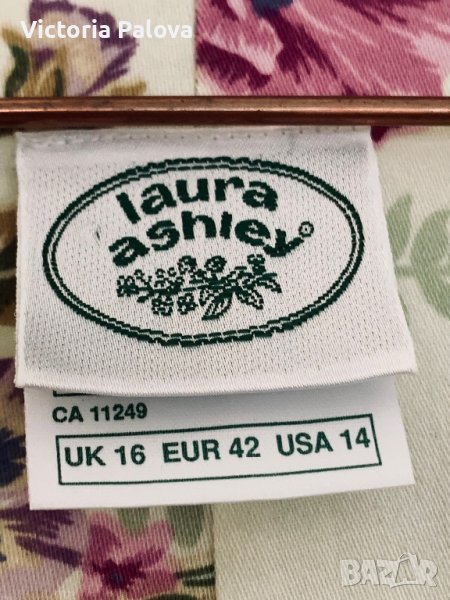 Victoria Palova
laura
ashley®
CA 11249
UK 16 EUR 42 USA 14
BAZAR